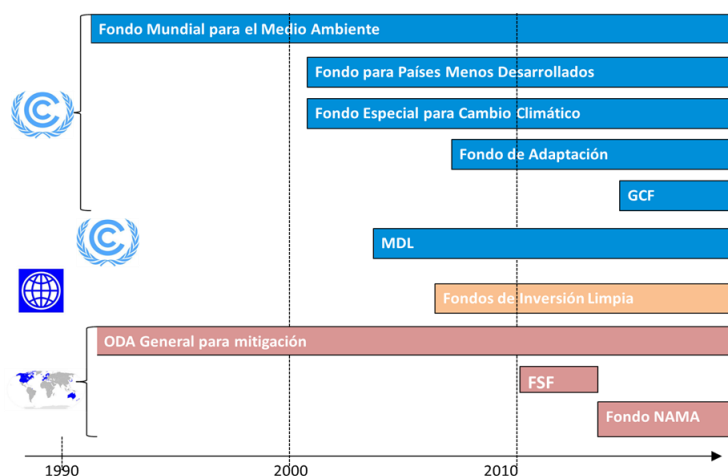 Fondo Mundial para el Medio Ambiente
Fondo para Países Menos Desarrollados
Fondo Especial para Cambio Climático
Fondo de Adaptación
GCF
MDL
Fondos de Inversión Limpia
ODA General para mitigación
FSF
Fondo NAMA
1990 2000 2010